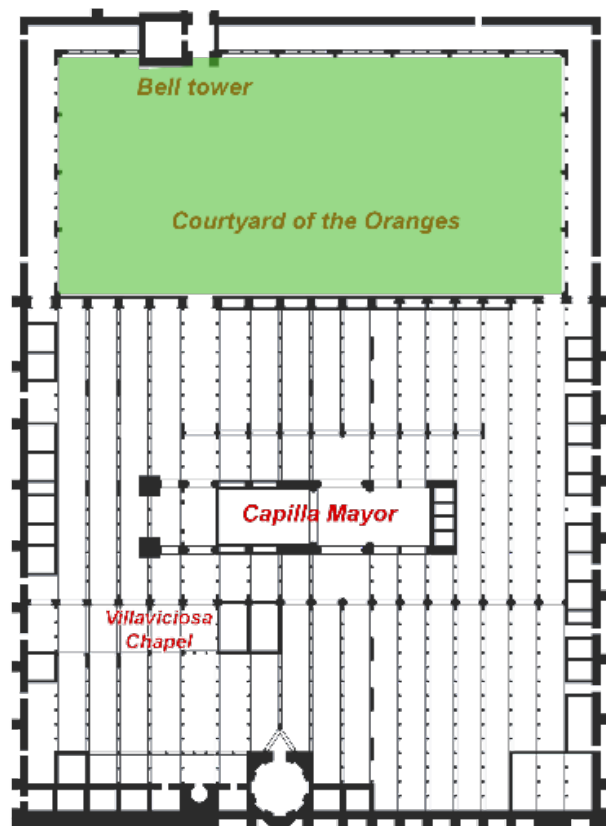 Bell tower
Courtyard of the Oranges
Capilla Mayor
Villaviciosa
Chapel